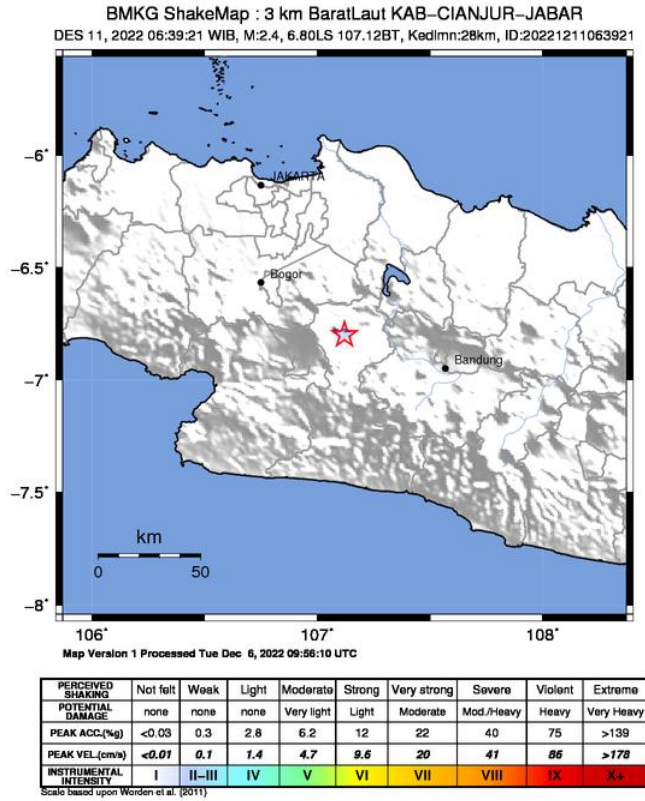 BMKG ShakeMap : 3 km BaratLaut KAB-CIANJUR-JABAR
DES 11, 2022 06:39:21 WIB, M:2.4, 6.80LS 107.12BT, Kedlmn:28km, ID:20221211063921
-6°
JAKARTA
-6.5°
Bogor
Bandung
-7°
-7.5°
km
0 50
-8°
106° 107° 108°
Map Version 1 Processed Tue Dec 6, 2022 09:56:10 UTC
PERCEIVED SHAKING Not felt Weak Light Moderate Strong Very strong Severe Violent Extreme
POTENTIAL DAMAGE none none none Very light Light Moderate Mod./Heavy Heavy Very Heavy
PEAK ACC.(%g) <0.03 0.3 2.8 6.2 12 22 40 75 >139
PEAK VEL.(cm/s) <0.01 0.1 1.4 4.7 9.6 20 41 86 >178
INSTRUMENTAL INTENSITY I II-III IV V VI VII VIII IX X+
Scale based upon Worden et al. (2011)